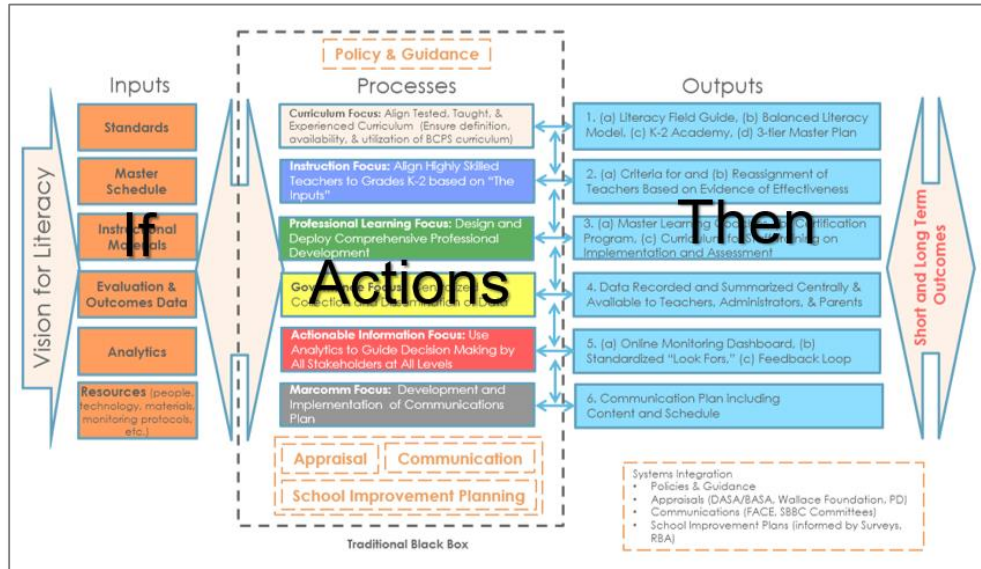 Policy & Guidance
Inputs
Processes
Outputs
Vision for Literacy
Standards
Master
Schedule
Instructional
Materials
Evaluation &
Outcomes Data
Analytics
Resources (people,
technology, materials,
monitoring protocols,
etc.)
If
Curriculum Focus: Align Tested, Taught, &
Experienced Curriculum (Ensure definition,
availability, & utilization of BCPS curriculum)
Instruction Focus: Align Highly Skilled
Teachers to Grades K-2 based on "The
Inputs"
Professional Learning Focus: Design and
Deploy Comprehensive Professional
Development
Focus:
Data
Actionable Information Focus: Use
Analytics to Guide Decision Making by
All Stakeholders at All Levels
Marcomm Focus: Development and
Implementation of Communications
Plan
Actions
Appraisal
Communication
School Improvement Planning
Traditional Black Box
1. (a) Literacy Field Guide, (b) Balanced Literacy
Model, (c) K-2 Academy, (d) 3-tier Master Plan
2. (a) Criteria for and (b) Reassignment of
Teachers Based on Evidence of Effectiveness
3. (a) Master Learning Certification
Program, (c) Curriculum for on
Implementation and Assessment
4. Data Recorded and Summarized Centrally &
Available to Teachers, Administrators, & Parents
5. (a) Online Monitoring Dashboard, (b)
Standardized "Look Fors," (c) Feedback Loop
6. Communication Plan Including
Content and Schedule
Then
Short and Long Term
Outcomes
Systems Integration
• Policies & Guidance
• Appraisals (DASA/BASA, Wallace Foundation, PD)
• Communications (FACE, SBBC Committees)
• School Improvement Plans (informed by Surveys,
RBA)